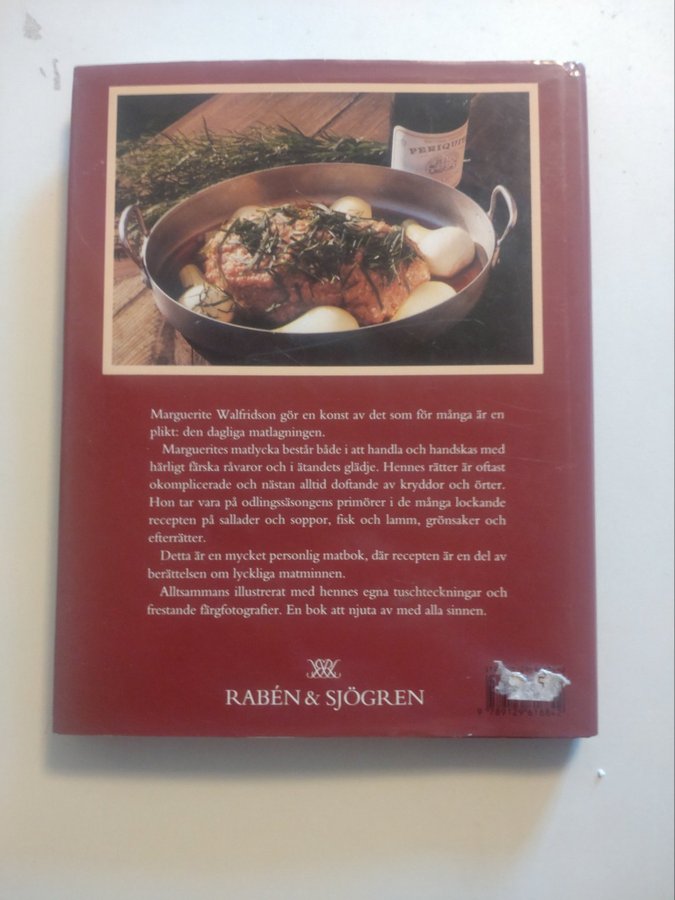 PERIQUI
Marguerite Walfridson gör en konst av det som för många är en
plikt: den dagliga matlagningen.
Marguerites matlycka består både i att handla och handskas med
härligt färska råvaror och i ätandets glädje. Hennes rätter är oftast
okomplicerade och nästan alltid doftande av kryddor och örter.
Hon tar vara på odlingssäsongens primörer i de många lockande
recepten på sallader och soppor, fisk och lamm, grönsaker och
efterrätter.
Detta är en mycket personlig matbok, där recepten är en del av
berättelsen om lyckliga matminnen.
Alltsammans illustrerat med hennes egna tuschteckningar och
frestande färgfotografier. En bok att njuta av med alla sinnen.
RABÉN & SJÖGREN